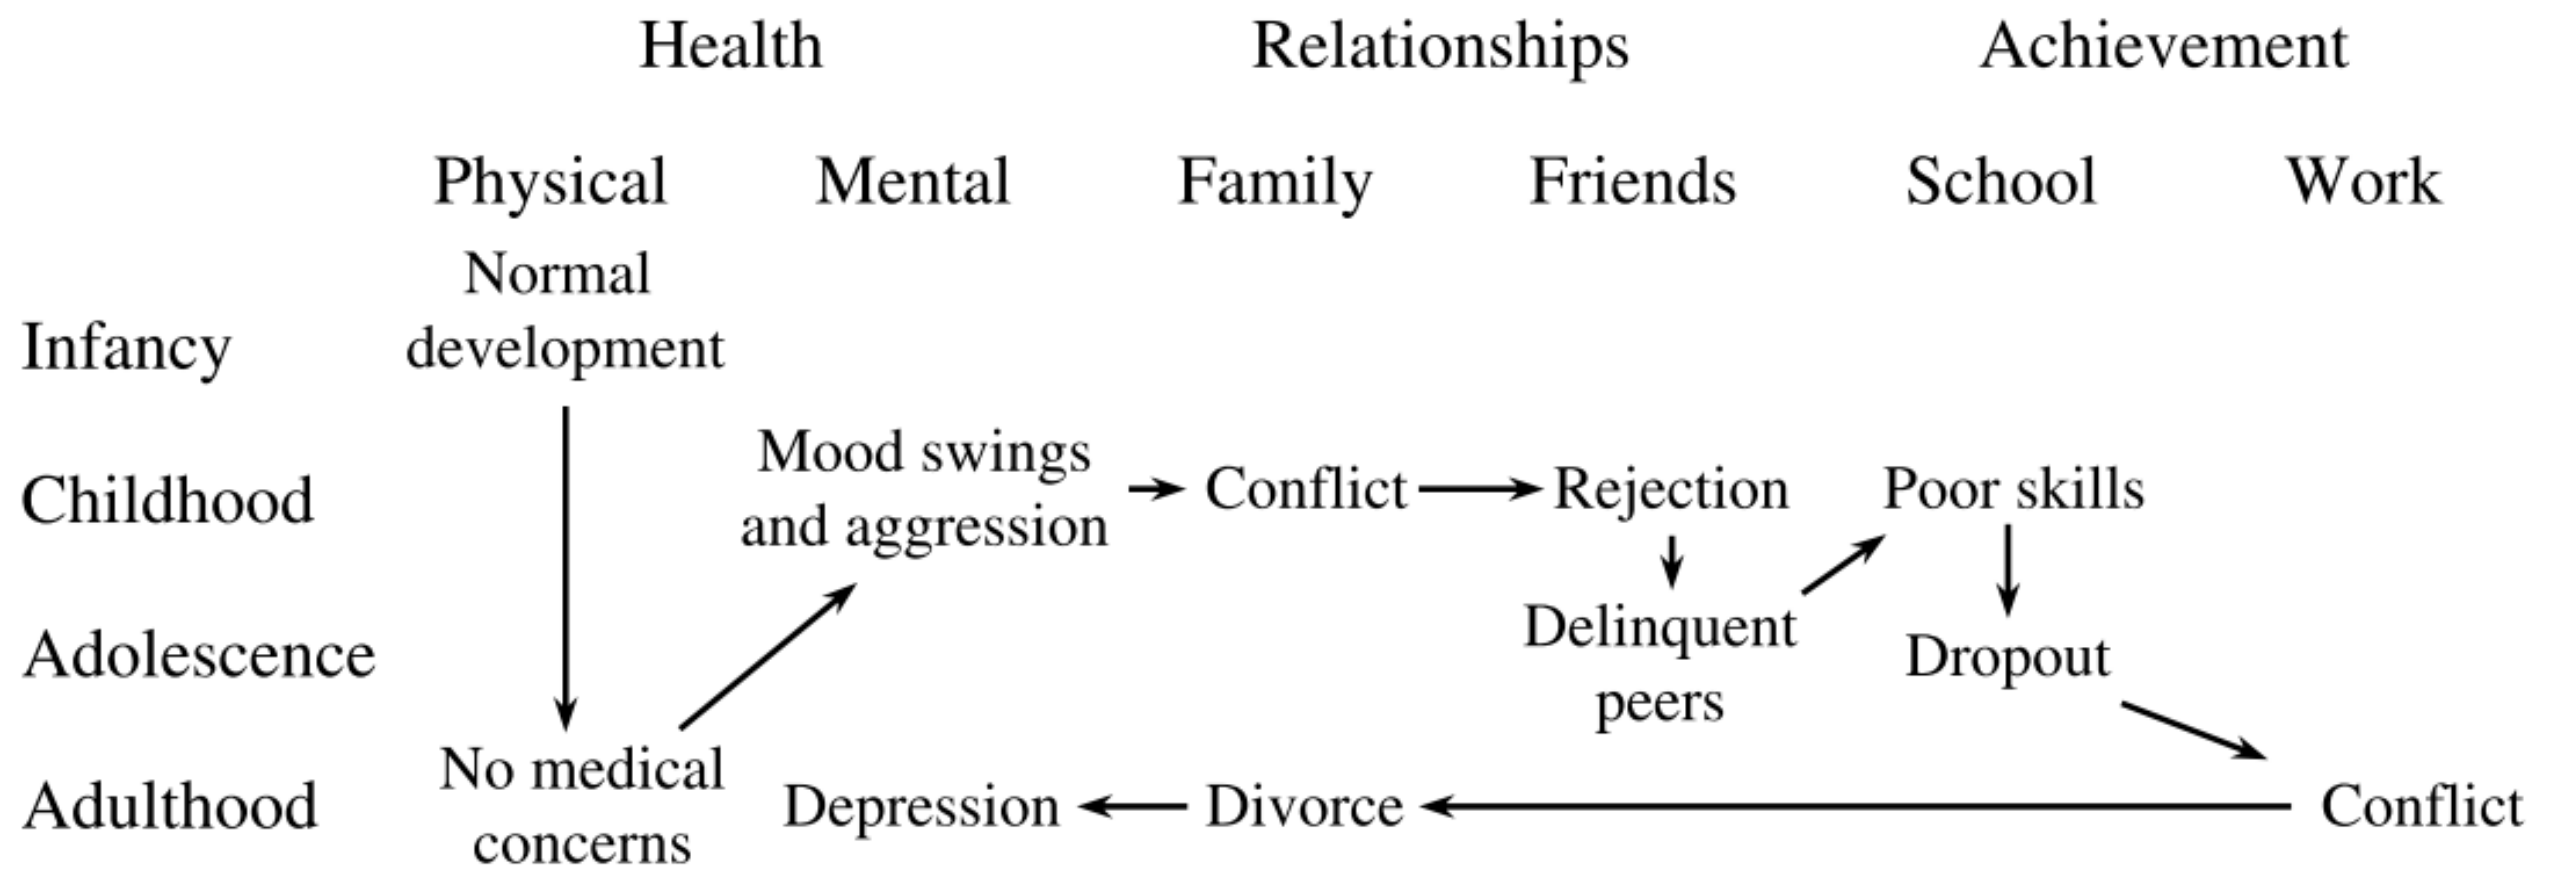 Health Relationships Achievement
Physical Mental Family Friends School Work
Normal
development
Infancy
Mood swings
and aggression
Childhood
Conflict
Rejection
Poor skills
Adolescence
Delinquent
peers
Dropout
Adulthood
No medical
concerns
Depression
Divorce
Conflict